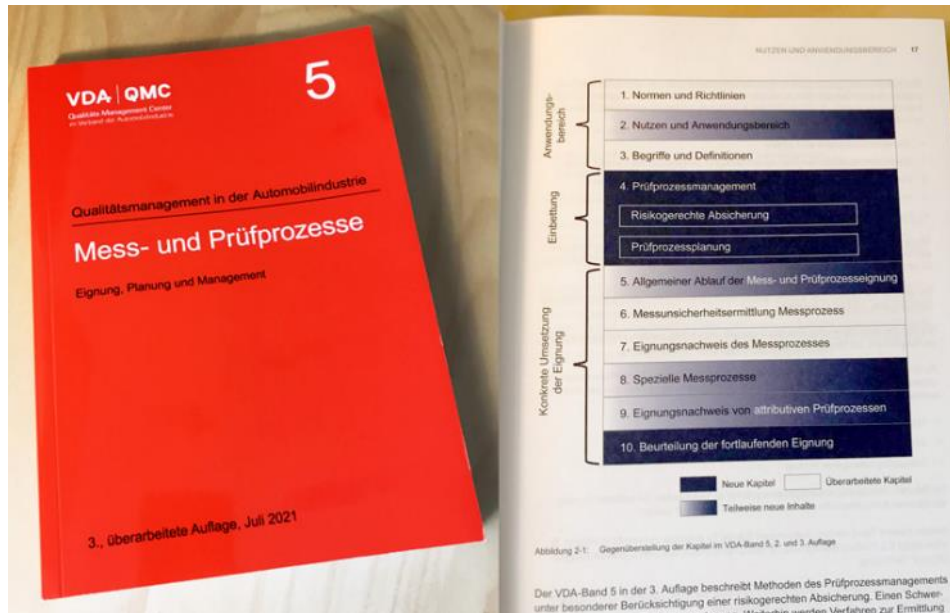 VDA | QMC
Qualitäts Management Center
im Verband der Automobilindustrie
5
Qualitätsmanagement in der Automobilindustrie
Mess- und Prüfprozesse
Eignung, Planung und Management
3., überarbeitete Auflage, Juli 2021
NUTZEN UND ANWENDUNGSBEREICH 17
Anwendungs-
bereich
1. Normen und Richtlinien
2. Nutzen und Anwendungsbereich
3. Begriffe und Definitionen
Einbettung
4. Prüfprozessmanagement
Risikogerechte Absicherung
Prüfprozessplanung
Konkrete Umsetzung
der Eignung
5. Allgemeiner Ablauf der Mess- und Prüfprozesseignung
6. Messunsicherheitsermittlung Messprozess
7. Eignungsnachweis des Messprozesses
8. Spezielle Messprozesse
9. Eignungsnachweis von attributiven Prüfprozessen
10. Beurteilung der fortlaufenden Eignung
Neue Kapitel
Überarbeitete Kapitel
Teilweise neue Inhalte
Abbildung 2-1: Gegenüberstellung der Kapitel im VDA-Band 5, 2. und 3. Auflage
Der VDA-Band 5 in der 3. Auflage beschreibt Methoden des Prüfprozessmanagements
unter besonderer Berücksichtigung einer risikogerechten Absicherung. Einen Schwer-
werden Verfahren zur